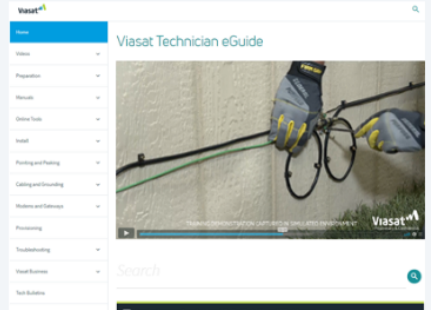 Viasat
Home
Viasat Technician eGuide
Videos
Preparation
Manuals
Online Tools
Install
Pointing and Peaking
Cabling and Grounding
Modems and Gateways
TRAINING DEMONSTRATION CAPTURED IN SIMULATED ENVIRONMENT
Viasat
Provisioning
Troubleshooting
Search
Viasat Business
Tech Bulletins